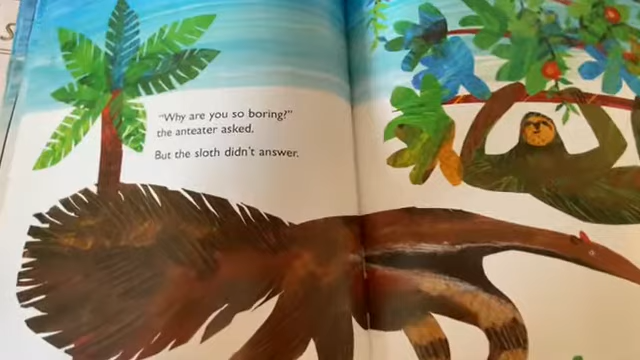 "Why are you so boring?"
the anteater asked.
But the sloth didn't answer.